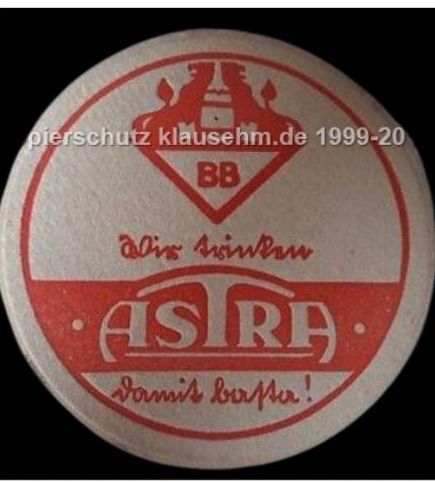 pierschutz klausehm.de 1999-20
BB
Wir trinken
ASTRA
damit basta!